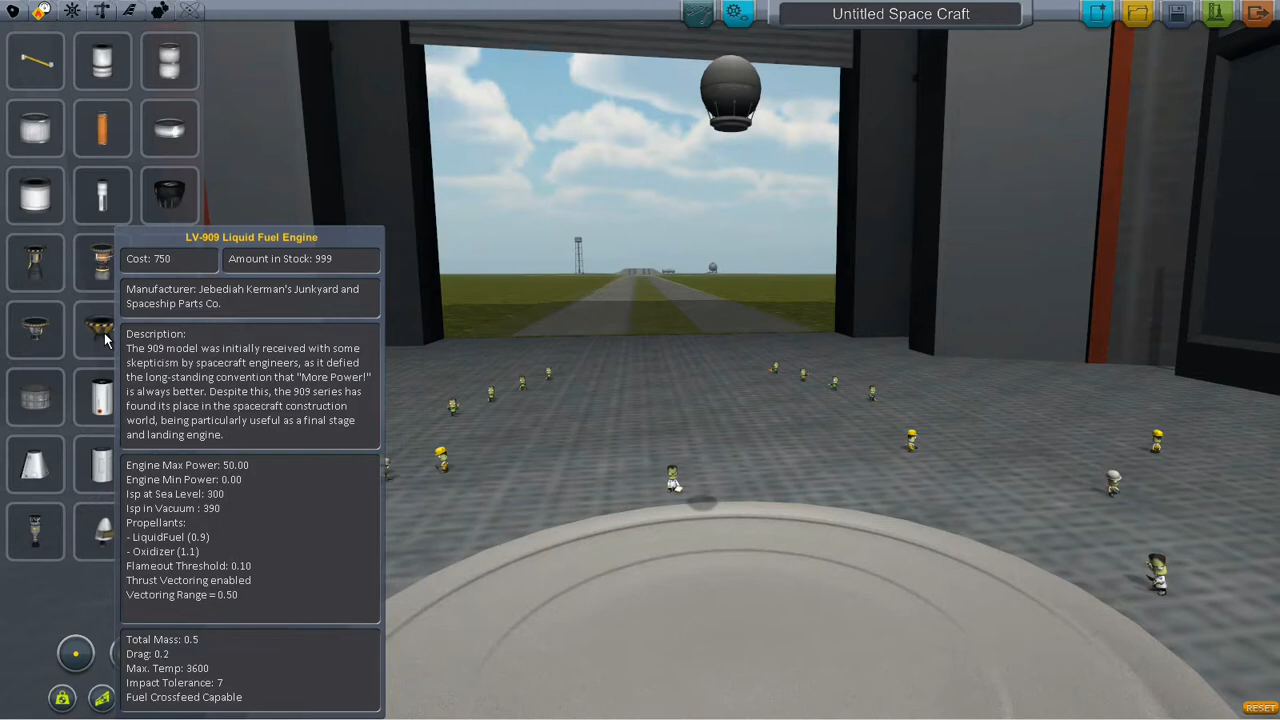 Untitled Space Craft
LV-909 Liquid Fuel Engine
Cost: 750
Amount in Stock: 999
Manufacturer: Jebediah Kerman's Junkyard and
Spaceship Parts Co.
Description:
The 909 model was initially received with some
skepticism by spacecraft engineers, as it defied
the long-standing convention that "More Power!"
is always better. Despite this, the 909 series has
found its place in the spacecraft construction
world, being particularly useful as a final stage
and landing engine.
Engine Max Power: 50.00
Engine Min Power: 0.00
Isp at Sea Level: 300
Isp in Vacuum : 390
Propellants:
- LiquidFuel (0.9)
- Oxidizer (1.1)
Flameout Threshold: 0.10
Thrust Vectoring enabled
Vectoring Range = 0.50
Total Mass: 0.5
Drag: 0.2
Max. Temp: 3600
Impact Tolerance: 7
Fuel Crossfeed Capable
RESET